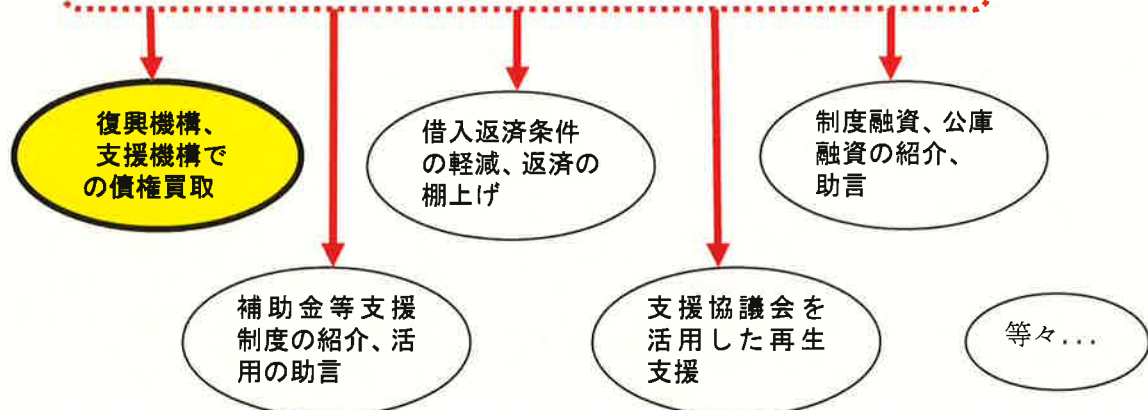 復興機構、
支援機構で
の債権買取
借入返済条件
の軽減、返済の
棚上げ
制度融資、公庫
融資の紹介、
助言
補助金等支援
制度の紹介、活
用の助言
支援協議会を
活用した再生
支援
等々...